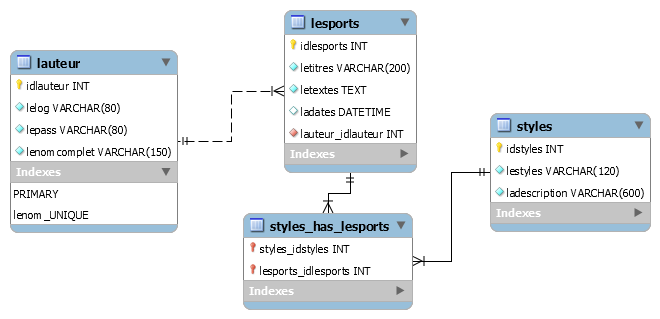 lauteur
idlauteur INT
lelog VARCHAR(80)
lepass VARCHAR(80)
lenom complet VARCHAR(150)
Indexes
PRIMARY
lenom _UNIQUE
lesports
idlesports INT
letitres VARCHAR(200)
letextes TEXT
ladates DATETIME
lauteur_idlauteur INT
Indexes
styles_has_lesports
styles_idstyles INT
lesports_idlesports INT
Indexes
styles
idstyles INT
lestyles VARCHAR(120)
ladescription VARCHAR(600)
Indexes